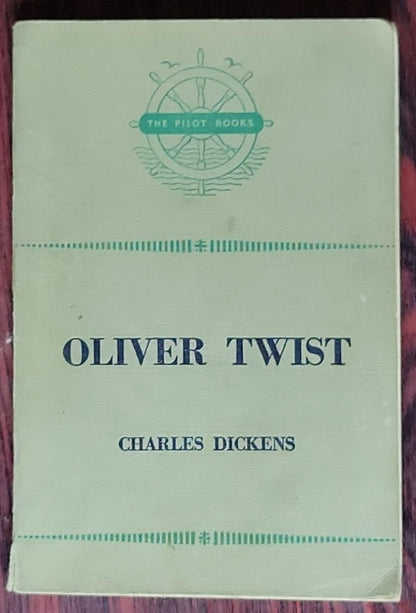 THE PILOT BOOKS
OLIVER TWIST
CHARLES DICKENS